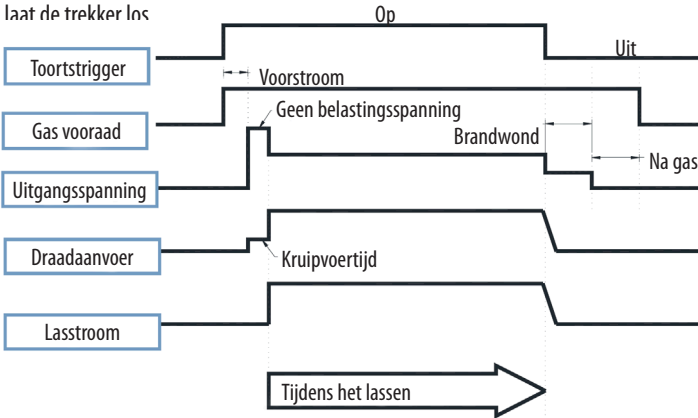 laat de trekker los
Op
Uit
Toortstrigger
Voorstroom
Gas vooraad
Geen belastingsspanning
Brandwond
Na gas
Uitgangsspanning
Draadaanvoer
Kruipvoertijd
Lasstroom
Tijdens het lassen